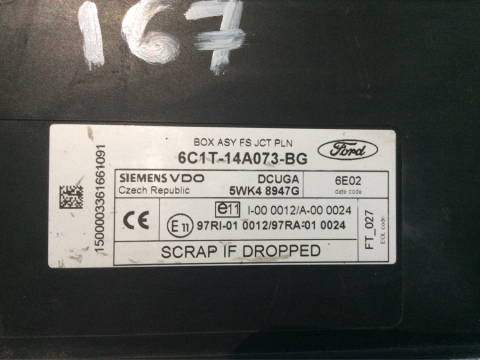 167
BOX ASY FS JCT PLN
6C1T-14A073-BG
Ford
SIEMENS VDO
Czech Republic
DCUGA
5WK4 8947G
6E02
date code
CE
e11 I-00 0012/A-00 0024
E11 97RI-01 0012/97RA-01 0024
FT_027
EOL code
SCRAP IF DROPPED
1500003361661091